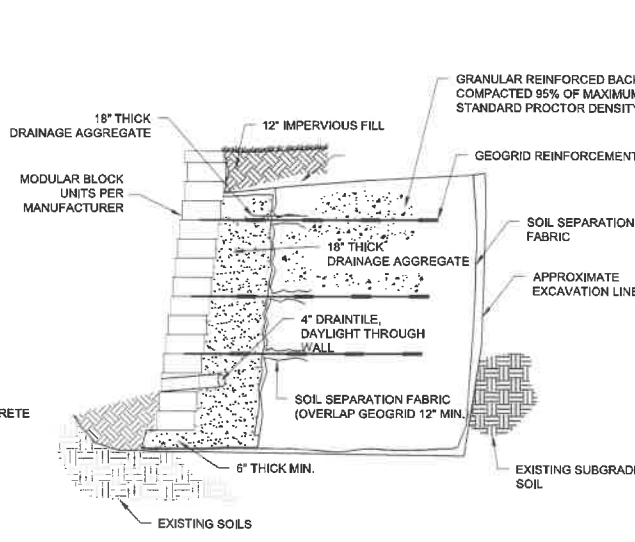 GRANULAR REINFORCED BACK
COMPACTED 95% OF MAXIMUM
STANDARD PROCTOR DENSITY
18" THICK
DRAINAGE AGGREGATE
12" IMPERVIOUS FILL
GEOGRID REINFORCEMENT
MODULAR BLOCK
UNITS PER
MANUFACTURER
SOIL SEPARATION
FABRIC
18" THICK
DRAINAGE AGGREGATE
APPROXIMATE
EXCAVATION LINE
4" DRAINTILE,
DAYLIGHT THROUGH
WALL
SOIL SEPARATION FABRIC
(OVERLAP GEOGRID 12" MIN.
RETE
6" THICK MIN.
EXISTING SUBGRADE
SOIL
EXISTING SOILS